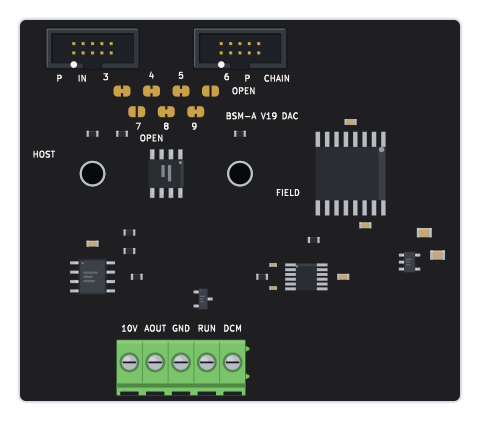 P IN 3 4 5 6 P CHAIN
OPEN
7 8 9
OPEN
BSM-A V19 DAC
HOST
FIELD
10V AOUT GND RUN DCM